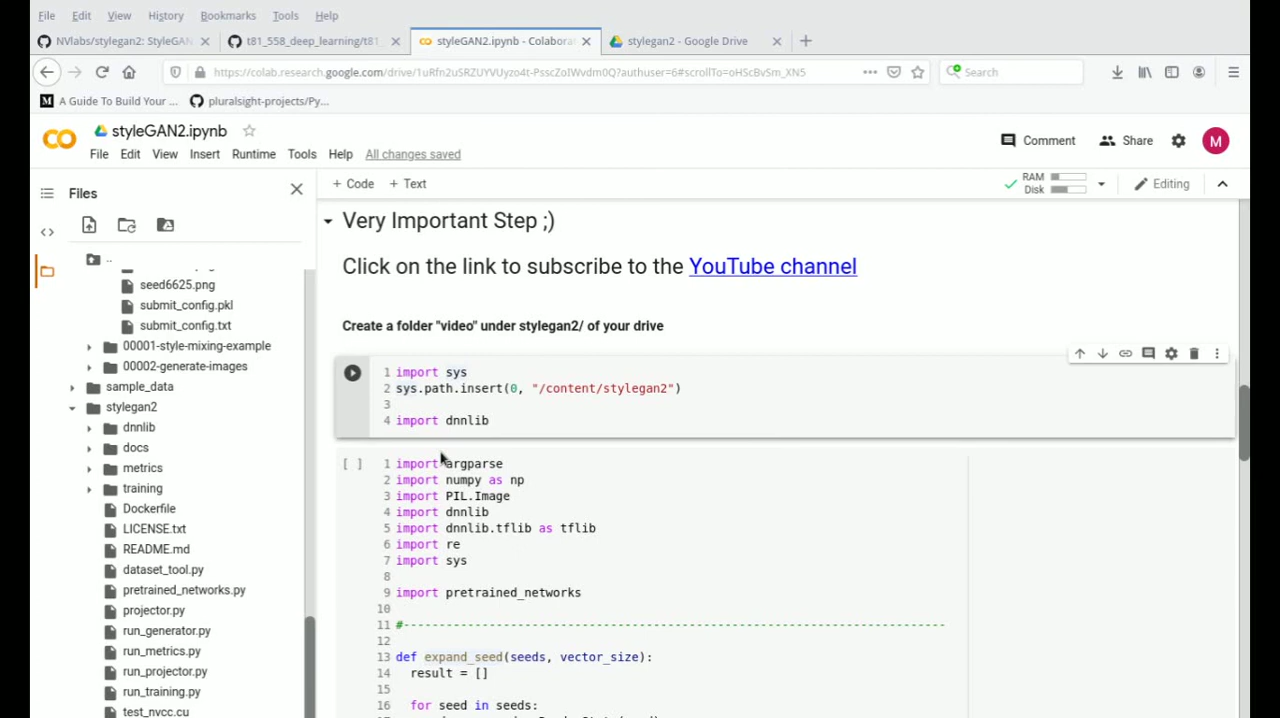 File Edit View History Bookmarks Tools Help
NVlabs/stylegan2: StyleGAN t81_558_deep_learning/t81_ styleGAN2.ipynb - Colabora stylegan2 - Google Drive
https://colab.research.google.com/drive/1uRfn2uSRZUYVUyzo4t-PsscZoIWvdm0Q?authuser=6#scrollTo=oHScBvSm_XN5 Search
A Guide To Build Your ... pluralsight-projects/Py...
styleGAN2.ipynb
Comment Share M
File Edit View Insert Runtime Tools Help All changes saved
Files
+ Code + Text
RAM
Disk
Editing
..
seed6625.png
submit_config.pkl
submit_config.txt
00001-style-mixing-example
00002-generate-images
sample_data
stylegan2
dnnlib
docs
metrics
training
Dockerfile
LICENSE.txt
README.md
dataset_tool.py
pretrained_networks.py
projector.py
run_generator.py
run_metrics.py
run_projector.py
run_training.py
test_nvcc.cu
Very Important Step ;)
Click on the link to subscribe to the YouTube channel
Create a folder "video" under stylegan2/ of your drive
1 import sys
2 sys.path.insert(0, "/content/stylegan2")
3
4 import dnnlib
[ ] 1 import argparse
2 import numpy as np
3 import PIL.Image
4 import dnnlib
5 import dnnlib.tflib as tflib
6 import re
7 import sys
8
9 import pretrained_networks
10
11 #----------------------------------------------------------------------------
12
13 def expand_seed(seeds, vector_size):
14 result = []
15
16 for seed in seeds: